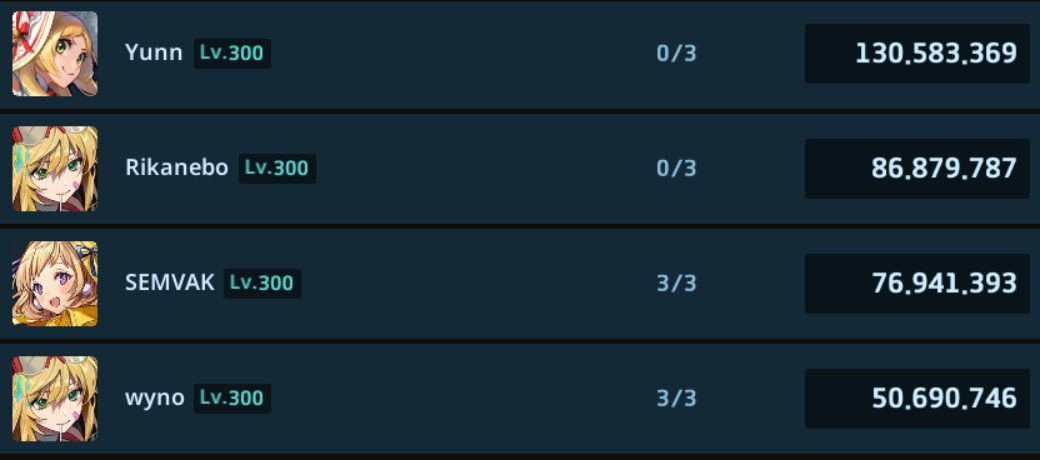 Yunn Lv.300 0/3 130.583.369
Rikanebo Lv.300 0/3 86.879.787
SEMVAK Lv.300 3/3 76.941.393
wyno Lv.300 3/3 50.690.746